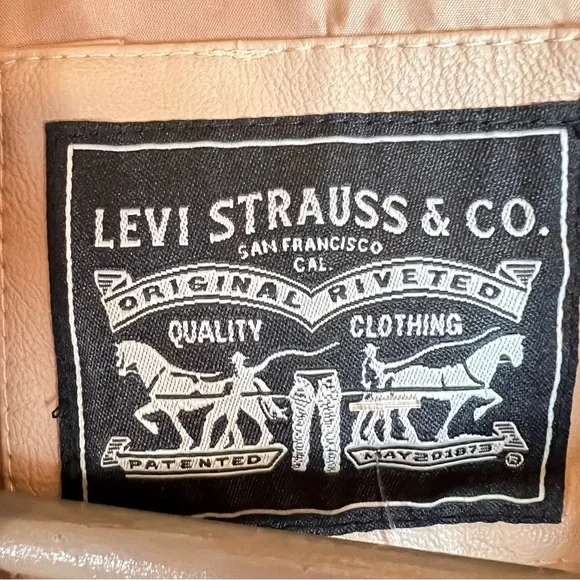 LEVI STRAUSS & CO.
SAN FRANCISCO
CAL.
ORIGINAL RIVETED
QUALITY CLOTHING
PATENTED MAY 20 1873 ®